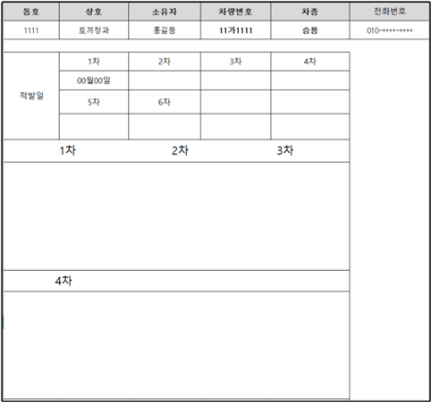 동호 상호 소유자 차량번호 차종 전화번호
1111 토끼청과 홍길동 11가1111 승용 010-****-****
적발일
1차 2차 3차 4차
00월00일
5차 6차
1차 2차 3차
4차